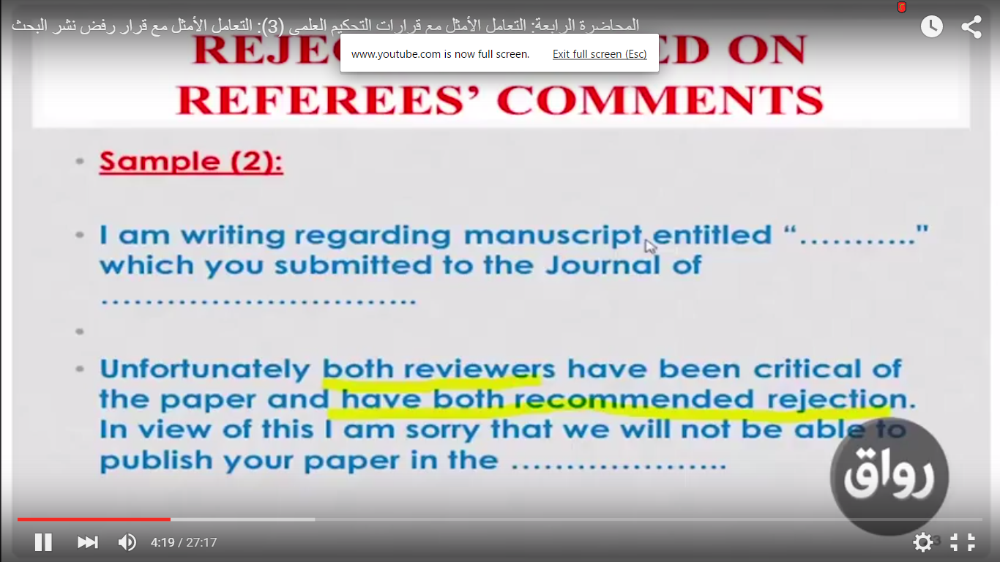 المحاضرة الرابعة: التعامل الأمثل مع قرارات التحكيم العلمي (3): التعامل الأمثل مع قرار رفض نشر البحث
www.youtube.com is now full screen. Exit full screen (Esc)
ED ON
REFEREES’ COMMENTS
• Sample (2):
• I am writing regarding manuscript entitled “………..."
which you submitted to the Journal of
………………………..
•
• Unfortunately both reviewers have been critical of
the paper and have both recommended rejection.
In view of this I am sorry that we will not be able to
publish your paper in the ………………..
رواق
4:19 / 27:17